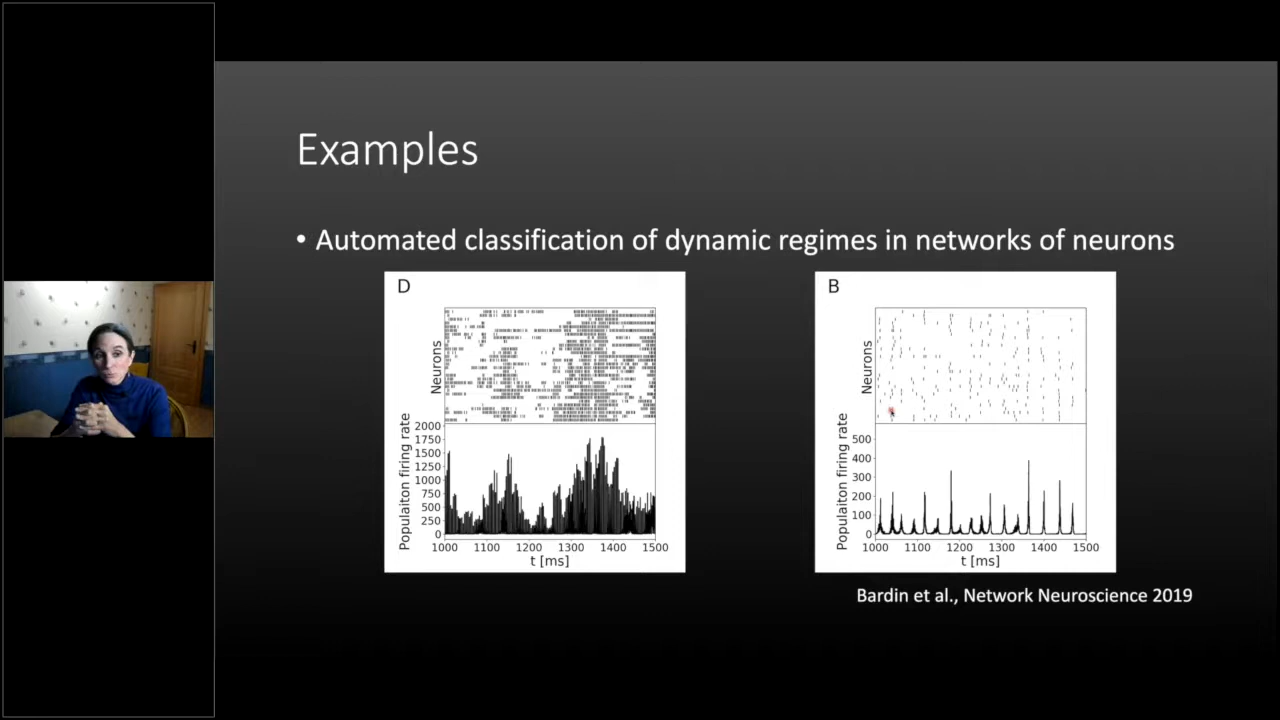 Examples
• Automated classification of dynamic regimes in networks of neurons
D
Neurons
Populaiton firing rate
2000
1750
1500
1250
1000
750
500
250
0
1000 1100 1200 1300 1400 1500
t [ms]
B
Neurons
Populaiton firing rate
500
400
300
200
100
0
1000 1100 1200 1300 1400 1500
t [ms]
Bardin et al., Network Neuroscience 2019